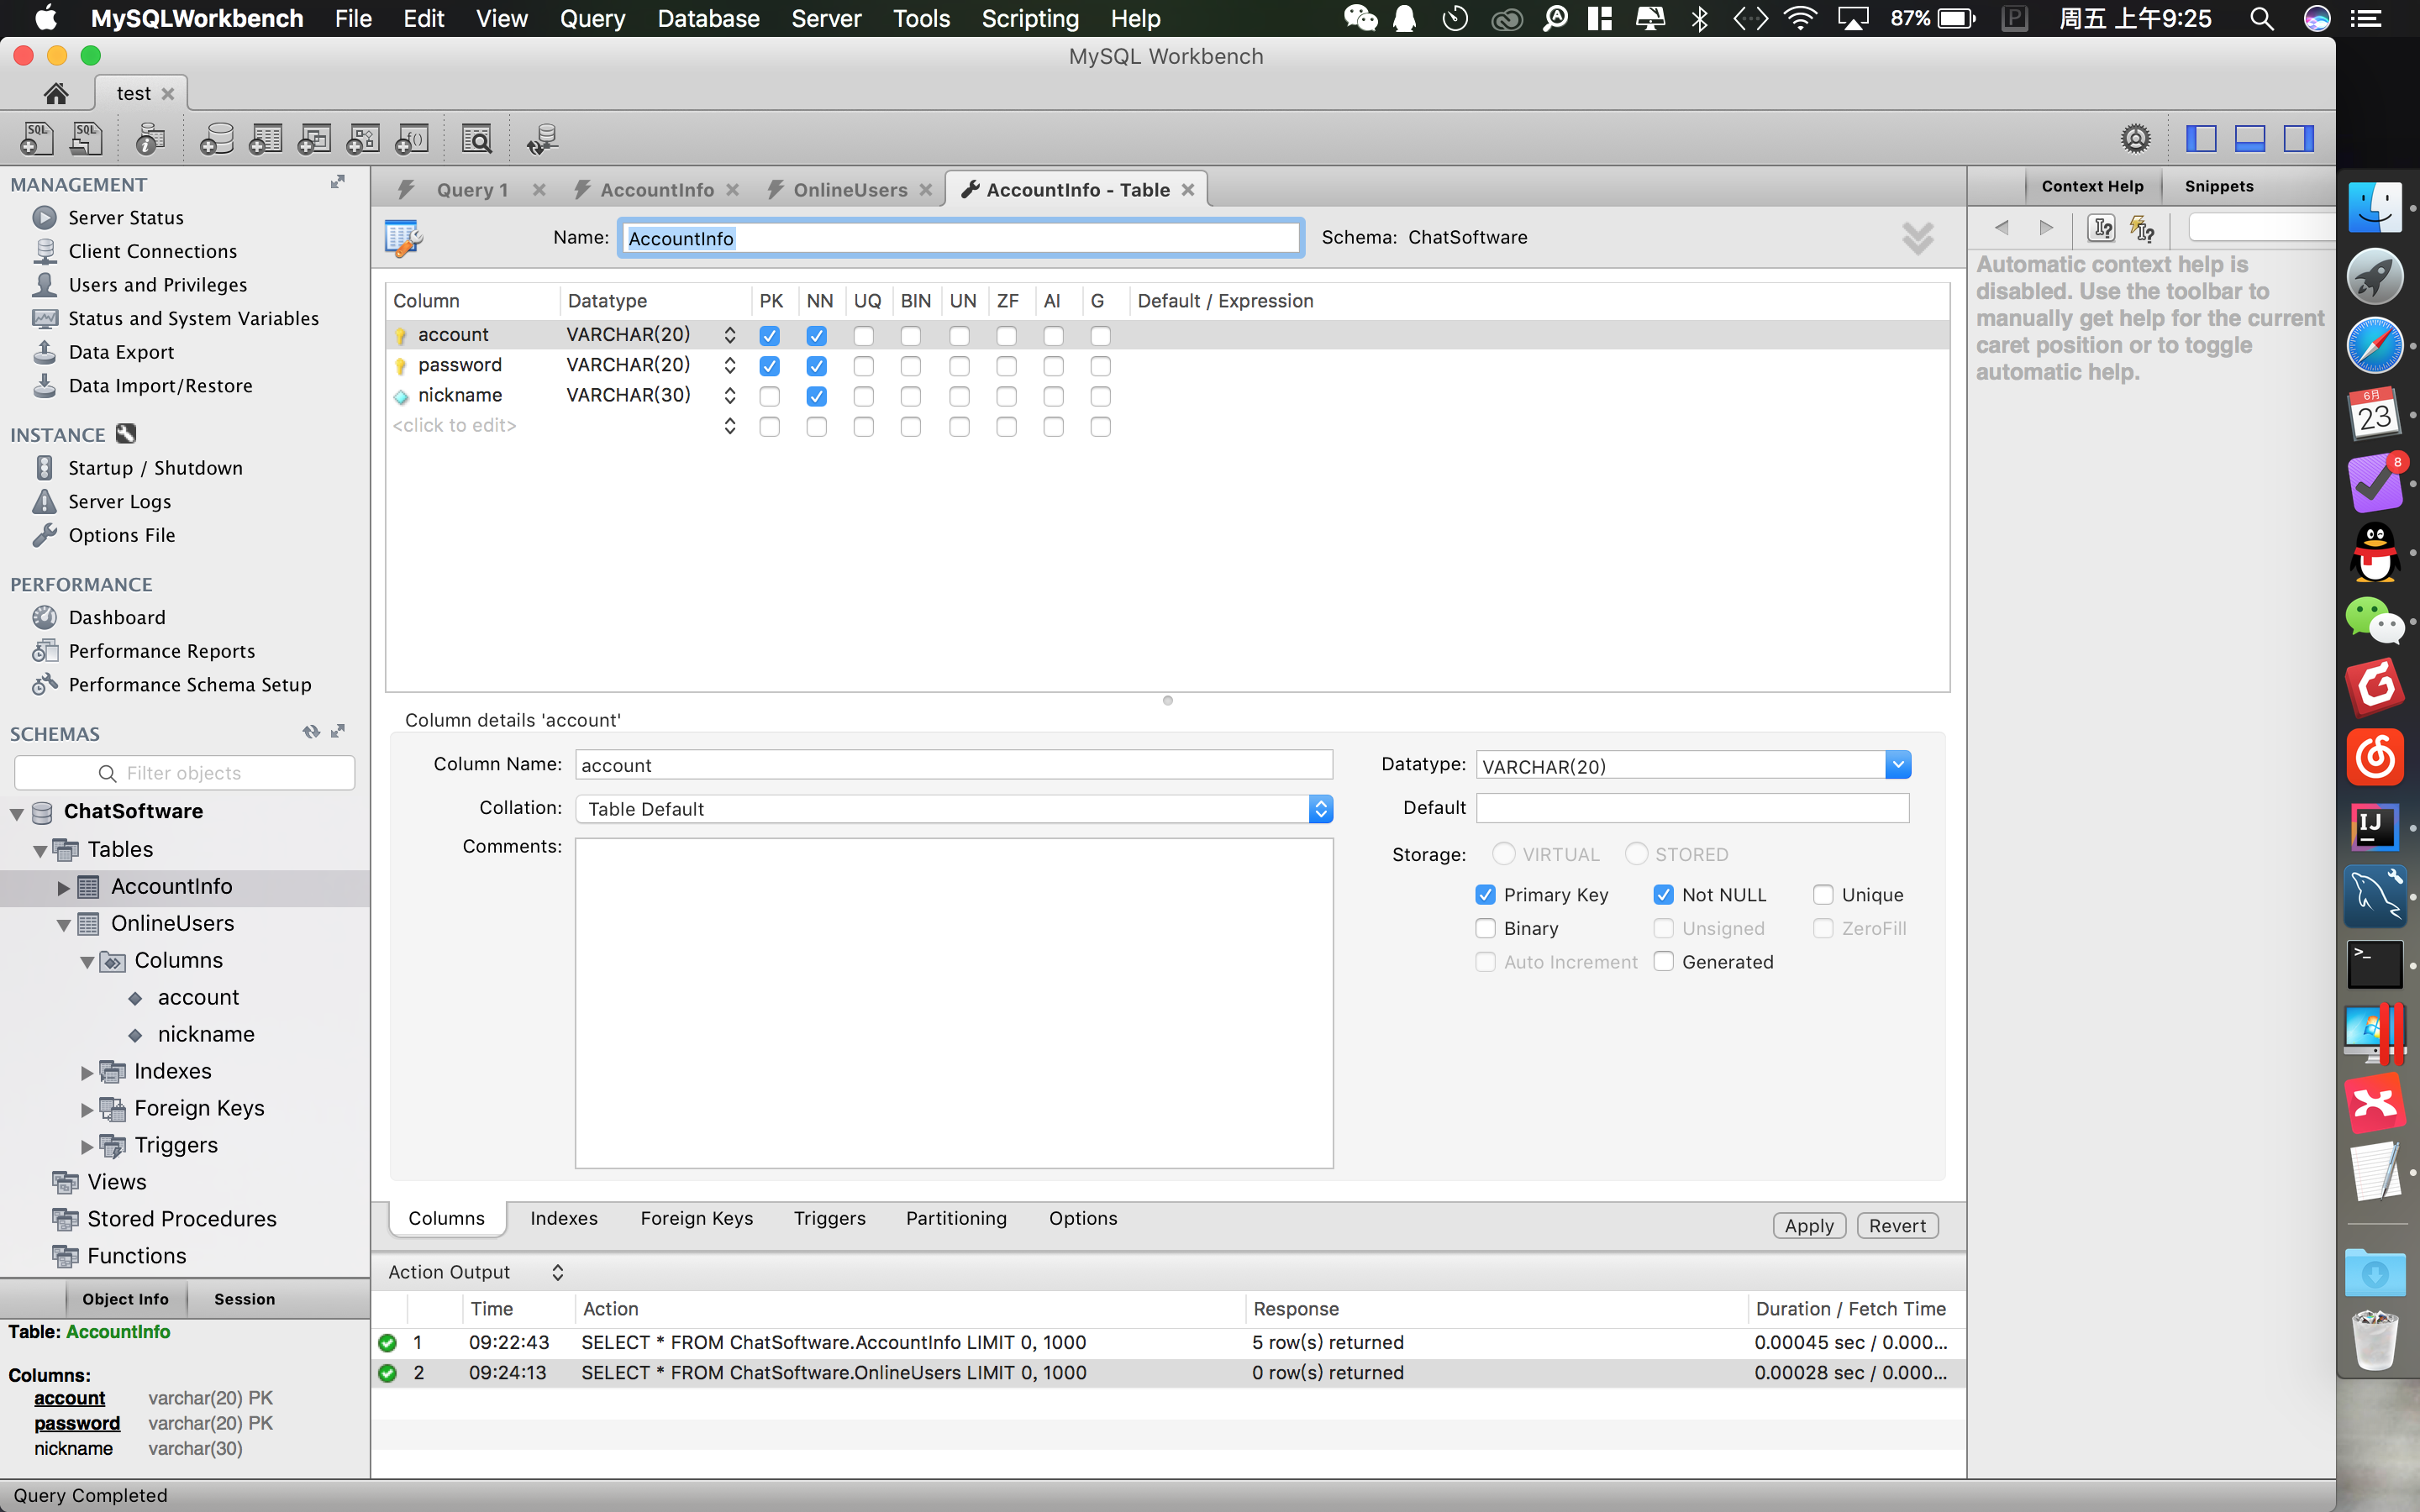 MySQLWorkbench File Edit View Query Database Server Tools Scripting Help 87% P 周五 上午9:25
MySQL Workbench
test
SQL SQL
MANAGEMENT
Server Status
Client Connections
Users and Privileges
Status and System Variables
Data Export
Data Import/Restore
INSTANCE
Startup / Shutdown
Server Logs
Options File
PERFORMANCE
Dashboard
Performance Reports
Performance Schema Setup
SCHEMAS
Filter objects
ChatSoftware
Tables
AccountInfo
OnlineUsers
Columns
account
nickname
Indexes
Foreign Keys
Triggers
Views
Stored Procedures
Functions
Object Info Session
Table: AccountInfo
Columns:
account varchar(20) PK
password varchar(20) PK
nickname varchar(30)
Query Completed
Query 1 AccountInfo OnlineUsers AccountInfo - Table
Name: AccountInfo Schema: ChatSoftware
Column Datatype PK NN UQ BIN UN ZF AI G Default / Expression
account VARCHAR(20)
password VARCHAR(20)
nickname VARCHAR(30)
<click to edit>
Column details 'account'
Column Name: account Datatype: VARCHAR(20)
Collation: Table Default Default
Comments: Storage: VIRTUAL STORED
Primary Key Not NULL Unique
Binary Unsigned ZeroFill
Auto Increment Generated
Columns Indexes Foreign Keys Triggers Partitioning Options Apply Revert
Action Output
Time Action Response Duration / Fetch Time
1 09:22:43 SELECT * FROM ChatSoftware.AccountInfo LIMIT 0, 1000 5 row(s) returned 0.00045 sec / 0.000...
2 09:24:13 SELECT * FROM ChatSoftware.OnlineUsers LIMIT 0, 1000 0 row(s) returned 0.00028 sec / 0.000...
Context Help Snippets
Automatic context help is
disabled. Use the toolbar to
manually get help for the current
caret position or to toggle
automatic help.
6月
23
8
IJ